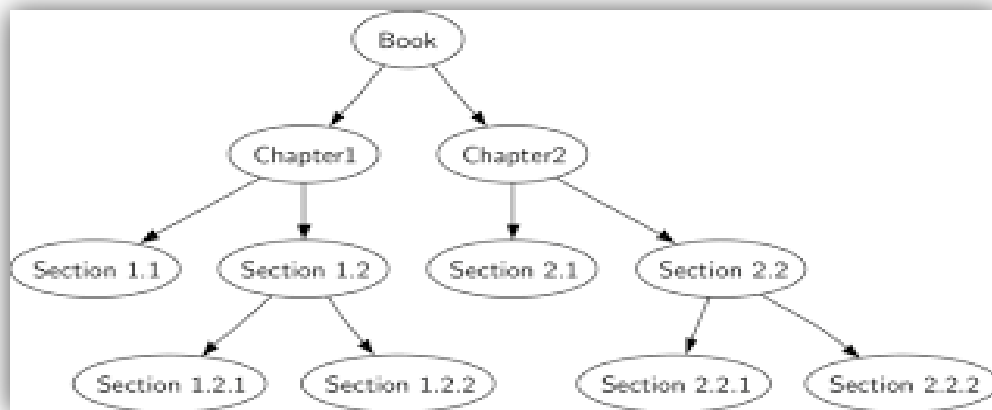 Book
Chapter1 Chapter2
Section 1.1 Section 1.2 Section 2.1 Section 2.2
Section 1.2.1 Section 1.2.2 Section 2.2.1 Section 2.2.2